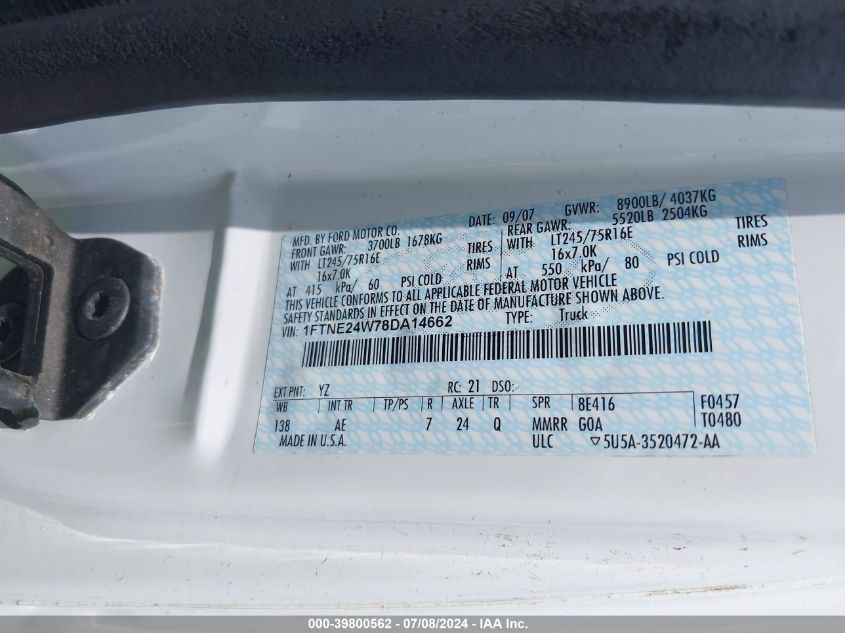 MFD. BY FORD MOTOR CO. DATE: 09/07 GVWR: 8900LB/ 4037KG
FRONT GAWR: 3700LB 1678KG REAR GAWR: 5520LB 2504KG
WITH LT245/75R16E TIRES WITH LT245/75R16E TIRES
16x7.0K RIMS 16x7.0K RIMS
AT 415 kPa/ 60 PSI COLD AT 550 kPa/ 80 PSI COLD
THIS VEHICLE CONFORMS TO ALL APPLICABLE FEDERAL MOTOR VEHICLE
SAFETY STANDARDS IN EFFECT ON THE DATE OF MANUFACTURE SHOWN ABOVE.
VIN: 1FTNE24W78DA14662 TYPE: Truck
EXT PNT: YZ RC: 21 DSO:
WB INT TR TP/PS R AXLE TR SPR 8E416 F0457
138 AE 7 24 Q MMRR GOA T0480
MADE IN U.S.A. ULC ▽5U5A-3520472-AA
000-39800562 - 07/08/2024 - IAA Inc.